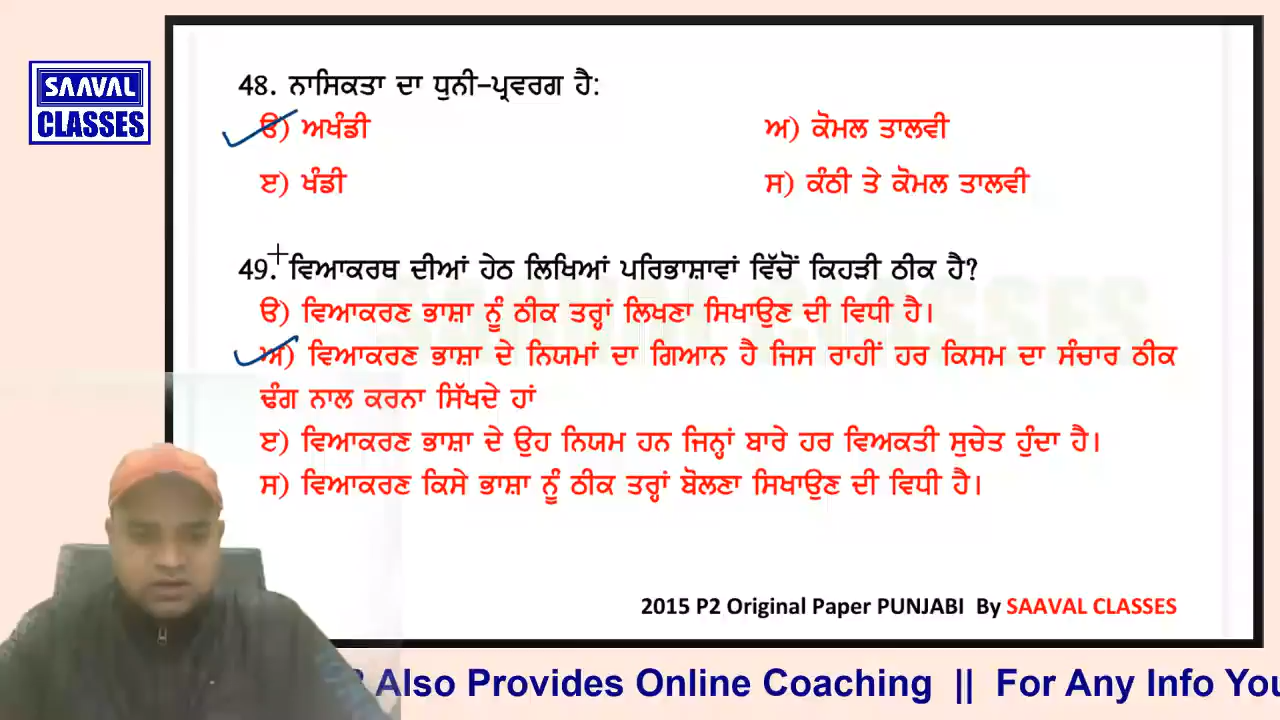 SAAVAL
CLASSES
48. ਨਾਸਿਕਤਾ ਦਾ ਧੁਨੀ-ਪ੍ਰਵਰਗ ਹੈ:
ੳ) ਅਖੰਡੀ ਅ) ਕੋਮਲ ਤਾਲਵੀ
ੲ) ਖੰਡੀ ਸ) ਕੰਠੀ ਤੇ ਕੋਮਲ ਤਾਲਵੀ
49. ਵਿਆਕਰਥ ਦੀਆਂ ਹੇਠ ਲਿਖਿਆਂ ਪਰਿਭਾਸ਼ਾਵਾਂ ਵਿੱਚੋਂ ਕਿਹੜੀ ਠੀਕ ਹੈ?
ੳ) ਵਿਆਕਰਣ ਭਾਸ਼ਾ ਨੂੰ ਠੀਕ ਤਰ੍ਹਾਂ ਲਿਖਣਾ ਸਿਖਾਉਣ ਦੀ ਵਿਧੀ ਹੈ।
ਅ) ਵਿਆਕਰਣ ਭਾਸ਼ਾ ਦੇ ਨਿਯਮਾਂ ਦਾ ਗਿਆਨ ਹੈ ਜਿਸ ਰਾਹੀਂ ਹਰ ਕਿਸਮ ਦਾ ਸੰਚਾਰ ਠੀਕ
ਢੰਗ ਨਾਲ ਕਰਨਾ ਸਿੱਖਦੇ ਹਾਂ
ੲ) ਵਿਆਕਰਣ ਭਾਸ਼ਾ ਦੇ ਉਹ ਨਿਯਮ ਹਨ ਜਿਨ੍ਹਾਂ ਬਾਰੇ ਹਰ ਵਿਅਕਤੀ ਸੁਚੇਤ ਹੁੰਦਾ ਹੈ।
ਸ) ਵਿਆਕਰਣ ਕਿਸੇ ਭਾਸ਼ਾ ਨੂੰ ਠੀਕ ਤਰ੍ਹਾਂ ਬੋਲਣਾ ਸਿਖਾਉਣ ਦੀ ਵਿਧੀ ਹੈ।
2015 P2 Original Paper PUNJABI By SAAVAL CLASSES
Also Provides Online Coaching || For Any Info You